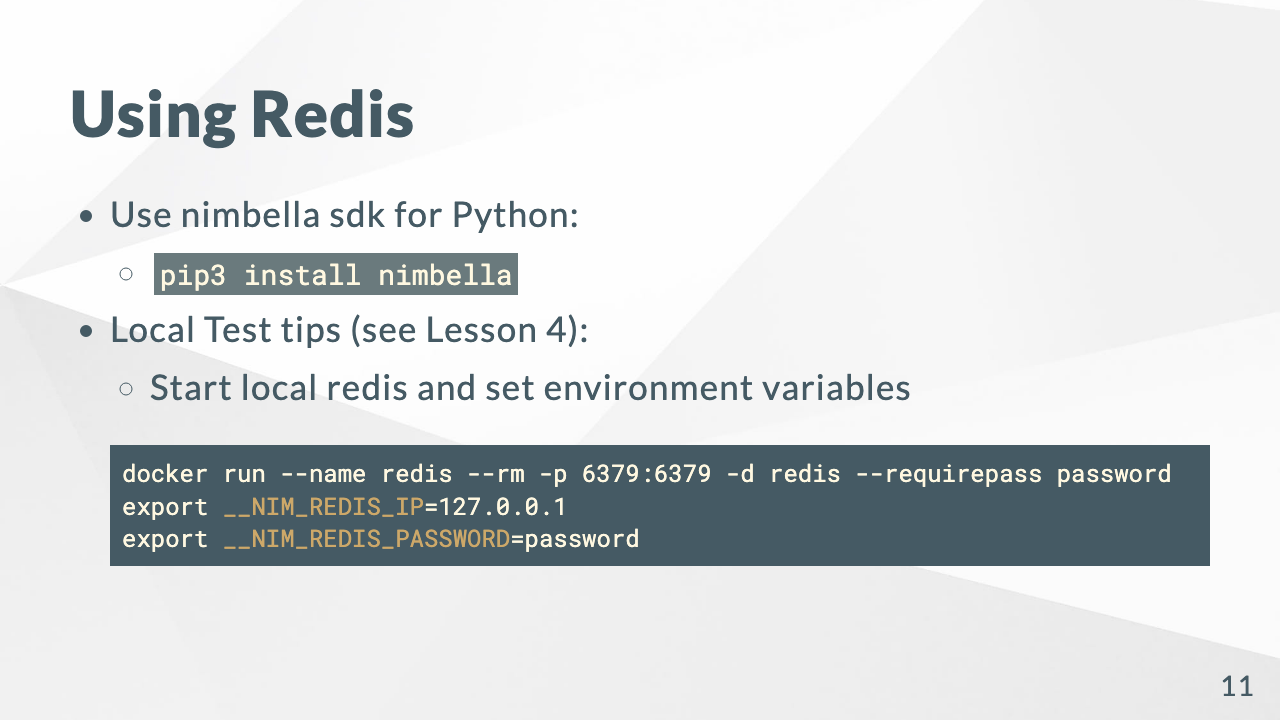 Using Redis
Use nimbella sdk for Python:
pip3 install nimbella
Local Test tips (see Lesson 4):
Start local redis and set environment variables
docker run --name redis --rm -p 6379:6379 -d redis --requirepass password
export __NIM_REDIS_IP=127.0.0.1
export __NIM_REDIS_PASSWORD=password
11